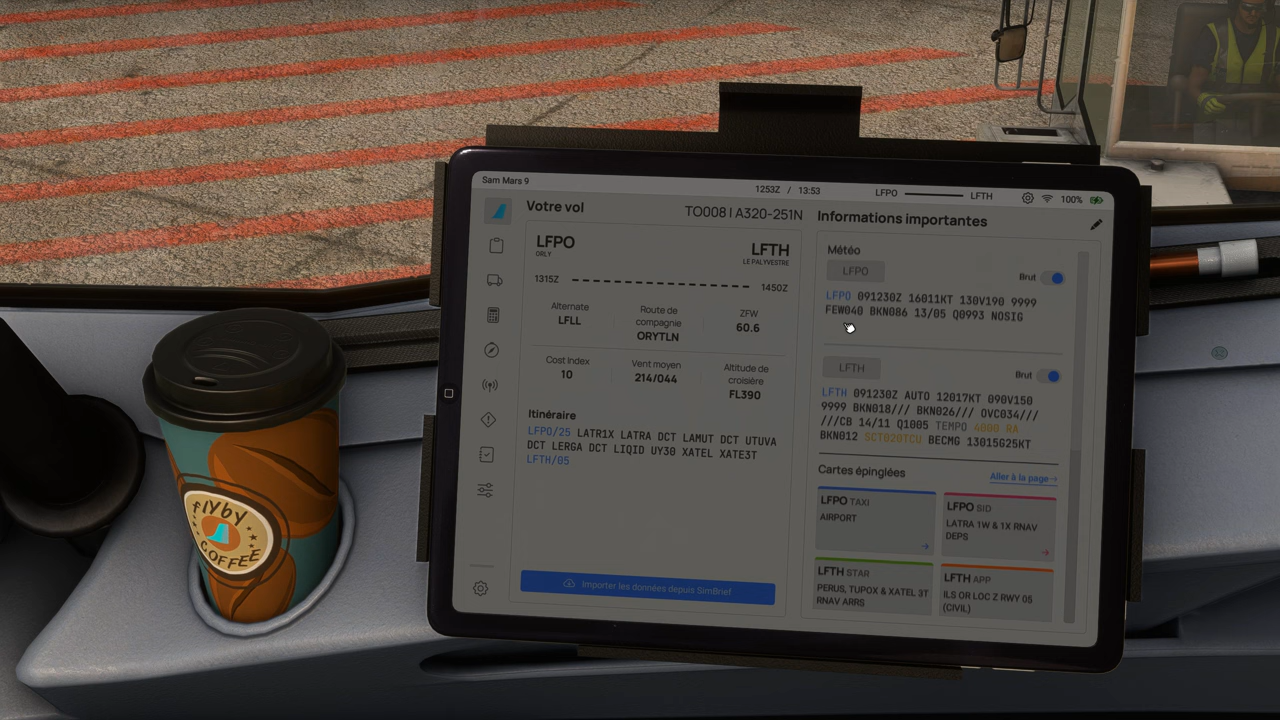 Sam Mars 9
1253Z / 13:53
LFPO
LFTH
100%
Votre vol
TO008 | A320-251N
LFPO
ORLY
LFTH
LE PALYVESTRE
1315Z
1450Z
Alternate
LFLL
Route de
compagnie
ORYTLN
ZFW
60.6
Cost Index
10
Vent moyen
214/044
Altitude de
croisière
FL390
Itinéraire
LFPO/25 LATR1X LATRA DCT LAMUT DCT UTUVA
DCT LERGA DCT LIQID UY30 XATEL XATE3T
LFTH/05
Importer les données depuis SimBrief
Informations importantes
Météo
LFPO
Brut
LFPO 091230Z 16011KT 130V190 9999
FEW040 BKN086 13/05 Q0993 NOSIG
LFTH
Brut
LFTH 091230Z AUTO 12017KT 090V150
9999 BKN018/// BKN026/// OVC034///
///CB 14/11 Q1005 TEMPO 4000 RA
BKN012 SCT020TCU BECMG 13015G25KT
Cartes épinglées
Aller à la page→
LFPO TAXI
AIRPORT
LFPO SID
LATRA 1W & 1X RNAV
DEPS
LFTH STAR
PERUS, TUPOX & XATEL 3T
RNAV ARRS
LFTH APP
ILS OR LOC Z RWY 05
(CIVIL)
flyby
COFFEE